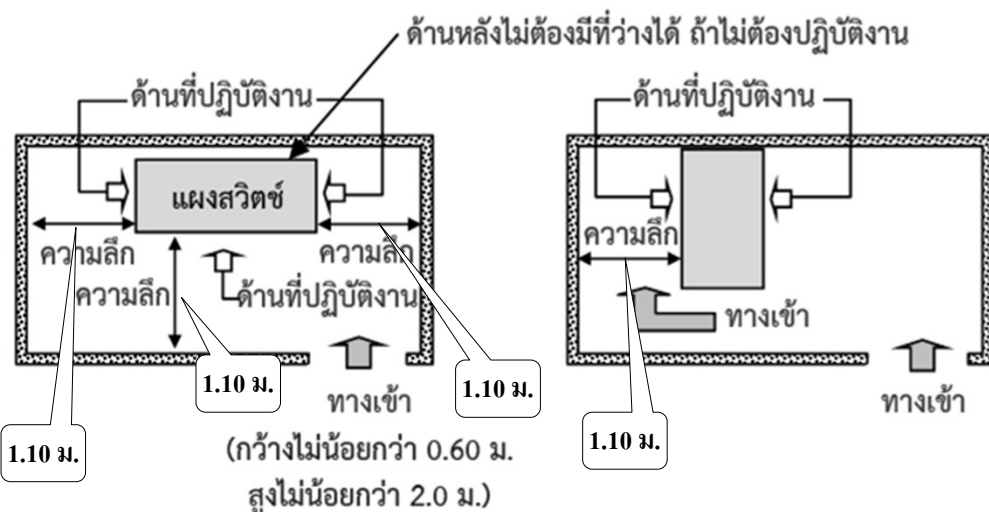 ด้านหลังไม่ต้องมีที่ว่างได้ ถ้าไม่ต้องปฏิบัติงาน
ด้านที่ปฏิบัติงาน
แผงสวิตช์
ความลึก
ความลึก
ความลึก
ด้านที่ปฏิบัติงาน
1.10 ม.
1.10 ม.
1.10 ม.
ทางเข้า
(กว้างไม่น้อยกว่า 0.60 ม.
สูงไม่น้อยกว่า 2.0 ม.)
ด้านที่ปฏิบัติงาน
ความลึก
ทางเข้า
1.10 ม.
ทางเข้า